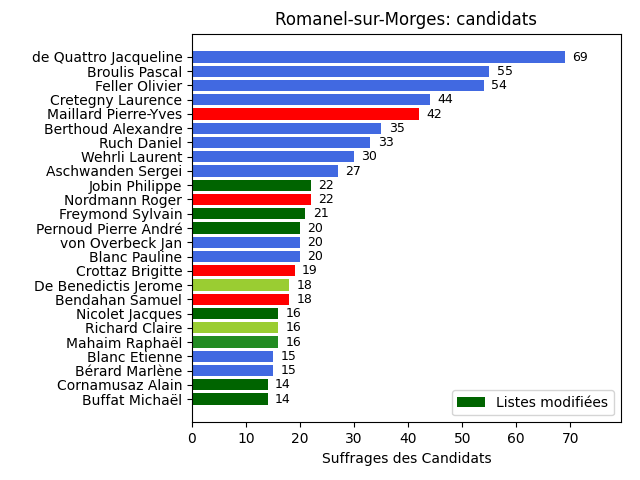 Romanel-sur-Morges: candidats
de Quattro Jacqueline 69
Broulis Pascal 55
Feller Olivier 54
Cretegny Laurence 44
Maillard Pierre-Yves 42
Berthoud Alexandre 35
Ruch Daniel 33
Wehrli Laurent 30
Aschwanden Sergei 27
Jobin Philippe 22
Nordmann Roger 22
Freymond Sylvain 21
Pernoud Pierre André 20
von Overbeck Jan 20
Blanc Pauline 20
Crottaz Brigitte 19
De Benedictis Jerome 18
Bendahan Samuel 18
Nicolet Jacques 16
Richard Claire 16
Mahaim Raphaël 16
Blanc Etienne 15
Bérard Marlène 15
Cornamusaz Alain 14
Buffat Michaël 14
Listes modifiées
0 10 20 30 40 50 60 70
Suffrages des Candidats